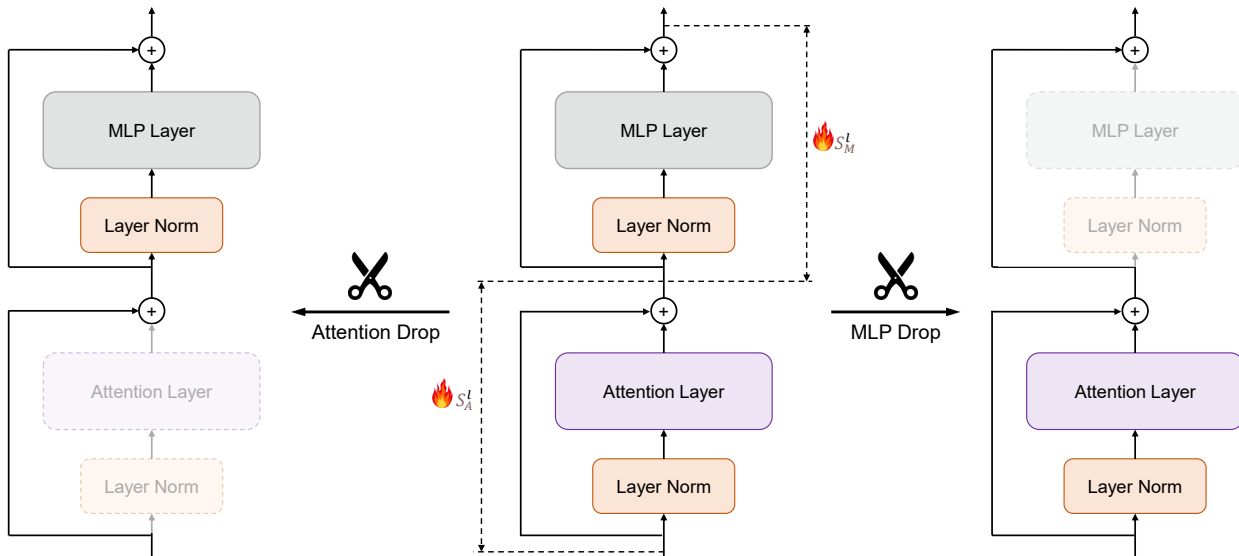 +
MLP Layer
Layer Norm
+
Attention Layer
Layer Norm
Attention Drop
+
MLP Layer
Layer Norm
+
Attention Layer
Layer Norm
S_M^l
S_A^l
MLP Drop
+
MLP Layer
Layer Norm
+
Attention Layer
Layer Norm